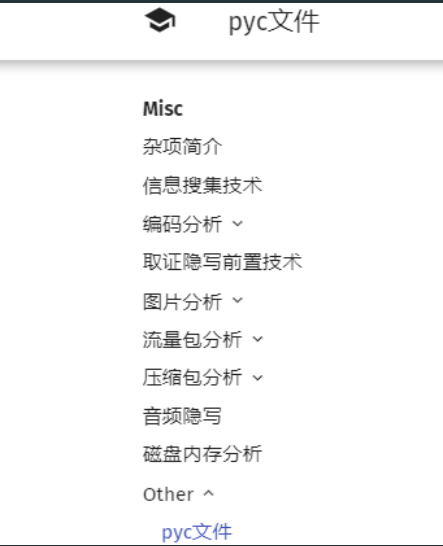 pyc文件
Misc
杂项简介
信息搜集技术
编码分析
取证隐写前置技术
图片分析
流量包分析
压缩包分析
音频隐写
磁盘内存分析
Other
pyc文件